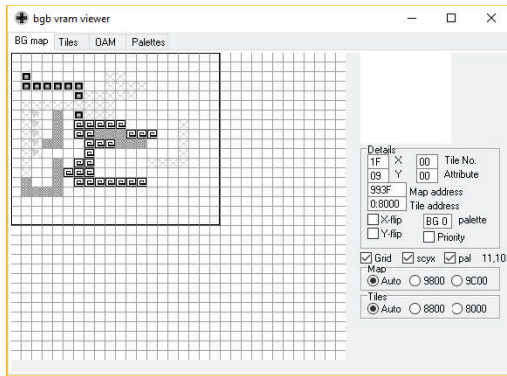 bgb vram viewer
BG map Tiles OAM Palettes
Details
1F X 00 Tile No.
09 Y 00 Attribute
993F Map address
0:8000 Tile address
X-flip BG 0 palette
Y-flip Priority
Grid scyx pal 11,10
Map
Auto 9800 9C00
Tiles
Auto 8800 8000